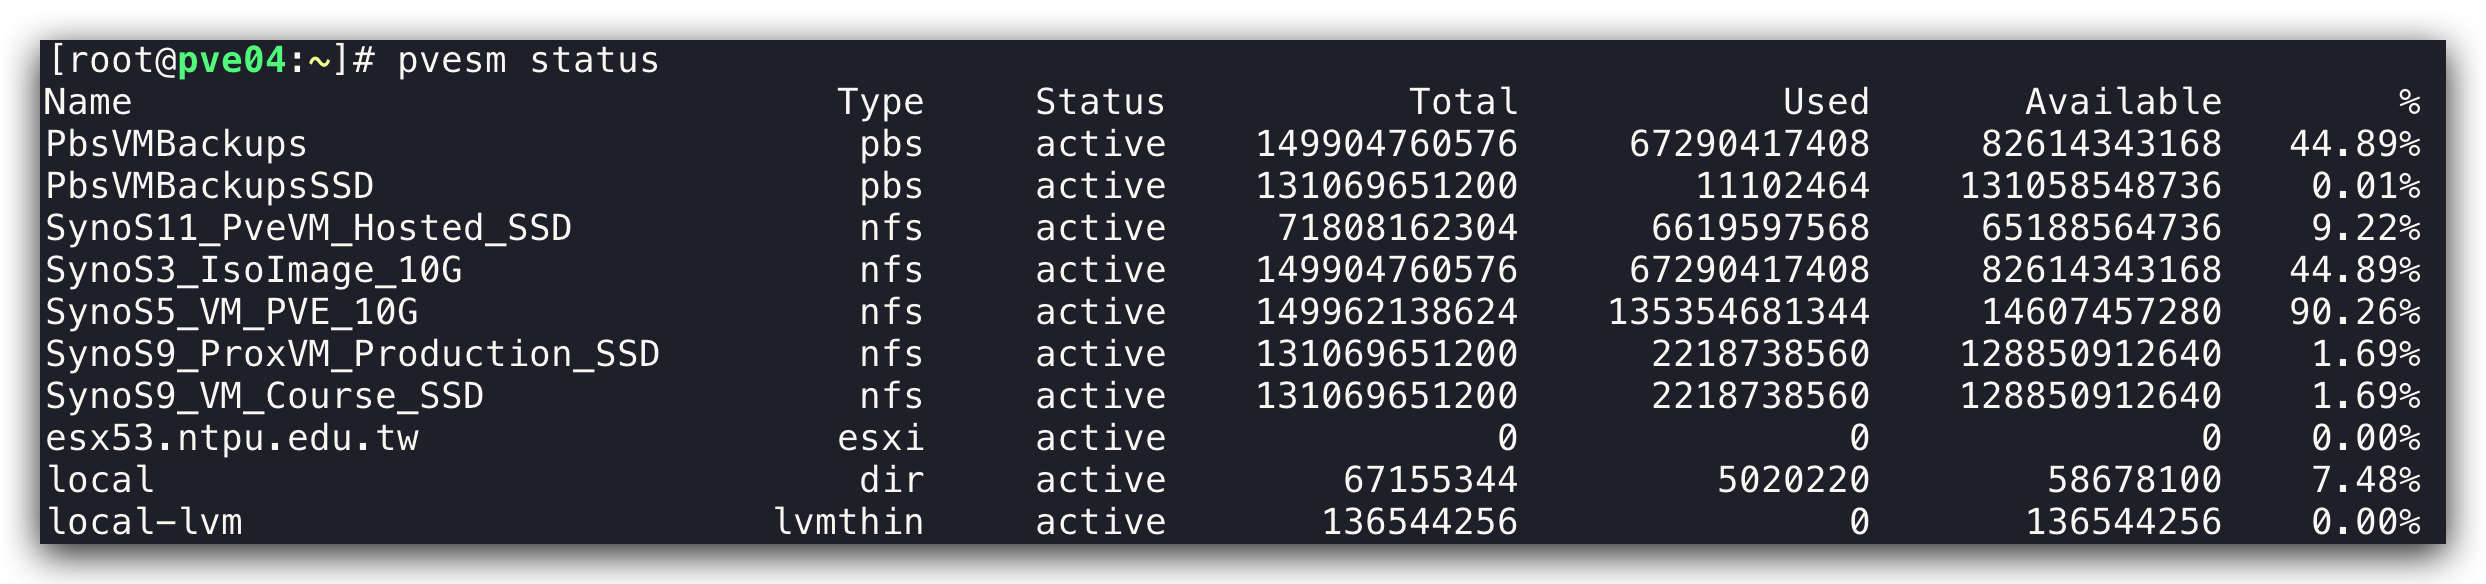 [root@pve04:~]# pvesm status
Name Type Status Total Used Available %
PbsVMBackups pbs active 149904760576 67290417408 82614343168 44.89%
PbsVMBackupsSSD pbs active 131069651200 11102464 131058548736 0.01%
SynoS11_PveVM_Hosted_SSD nfs active 71808162304 6619597568 65188564736 9.22%
SynoS3_IsoImage_10G nfs active 149904760576 67290417408 82614343168 44.89%
SynoS5_VM_PVE_10G nfs active 149962138624 135354681344 14607457280 90.26%
SynoS9_ProxVM_Production_SSD nfs active 131069651200 2218738560 128850912640 1.69%
SynoS9_VM_Course_SSD nfs active 131069651200 2218738560 128850912640 1.69%
esx53.ntpu.edu.tw esxi active 0 0 0 0.00%
local dir active 67155344 5020220 58678100 7.48%
local-lvm lvmthin active 136544256 0 136544256 0.00%